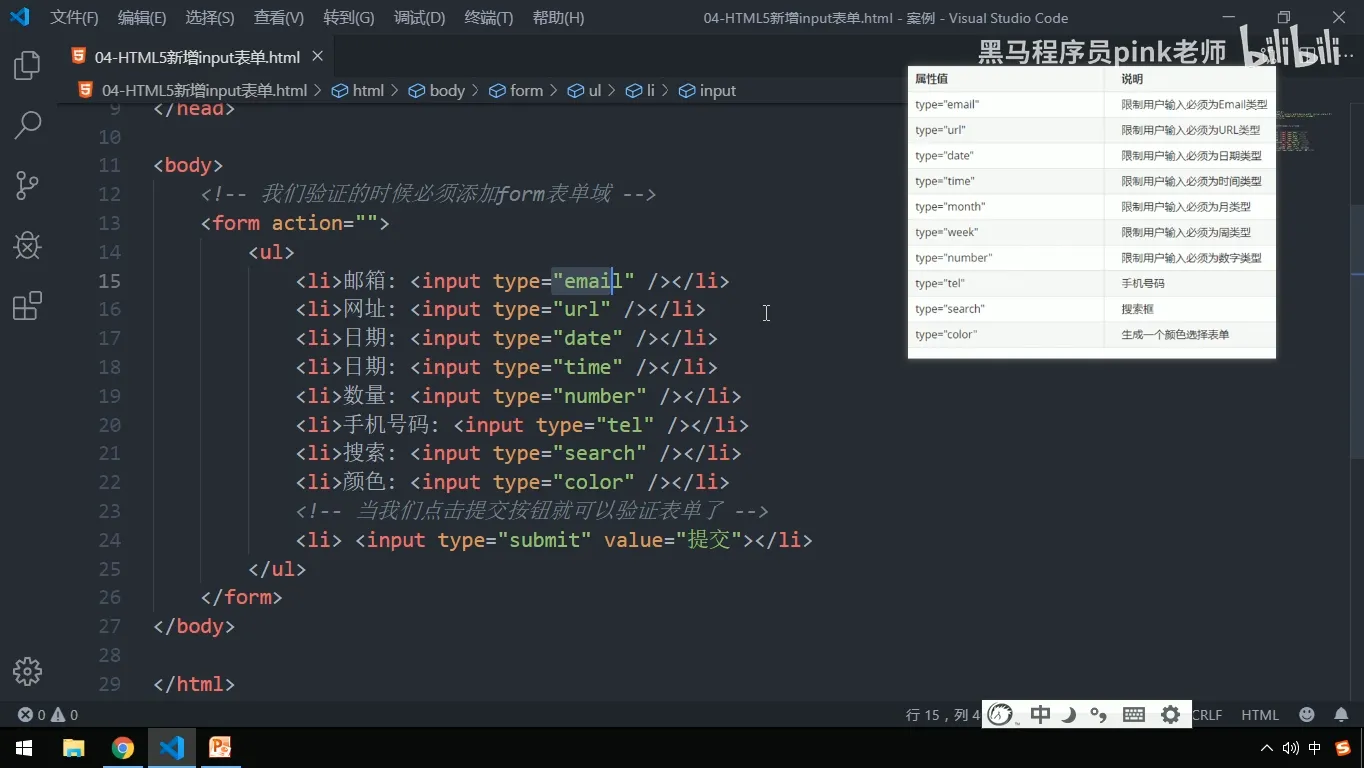 文件(F) 编辑(E) 选择(S) 查看(V) 转到(G) 调试(D) 终端(T) 帮助(H) 04-HTML5新增input表单.html - 案例 - Visual Studio Code
04-HTML5新增input表单.html
黑马程序员pink老师 bilibili
04-HTML5新增input表单.html > html > body > form > ul > li > input
9 </head>
10
11 <body>
12 <!-- 我们验证的时候必须添加form表单域 -->
13 <form action="">
14 <ul>
15 <li>邮箱: <input type="email" /></li>
16 <li>网址: <input type="url" /></li>
17 <li>日期: <input type="date" /></li>
18 <li>日期: <input type="time" /></li>
19 <li>数量: <input type="number" /></li>
20 <li>手机号码: <input type="tel" /></li>
21 <li>搜索: <input type="search" /></li>
22 <li>颜色: <input type="color" /></li>
23 <!-- 当我们点击提交按钮就可以验证表单了 -->
24 <li> <input type="submit" value="提交"></li>
25 </ul>
26 </form>
27 </body>
28
29 </html>
属性值 说明
type="email" 限制用户输入必须为Email类型
type="url" 限制用户输入必须为URL类型
type="date" 限制用户输入必须为日期类型
type="time" 限制用户输入必须为时间类型
type="month" 限制用户输入必须为月类型
type="week" 限制用户输入必须为周类型
type="number" 限制用户输入必须为数字类型
type="tel" 手机号码
type="search" 搜索框
type="color" 生成一个颜色选择表单
0 0 行 15，列 4 中 CRLF HTML
中